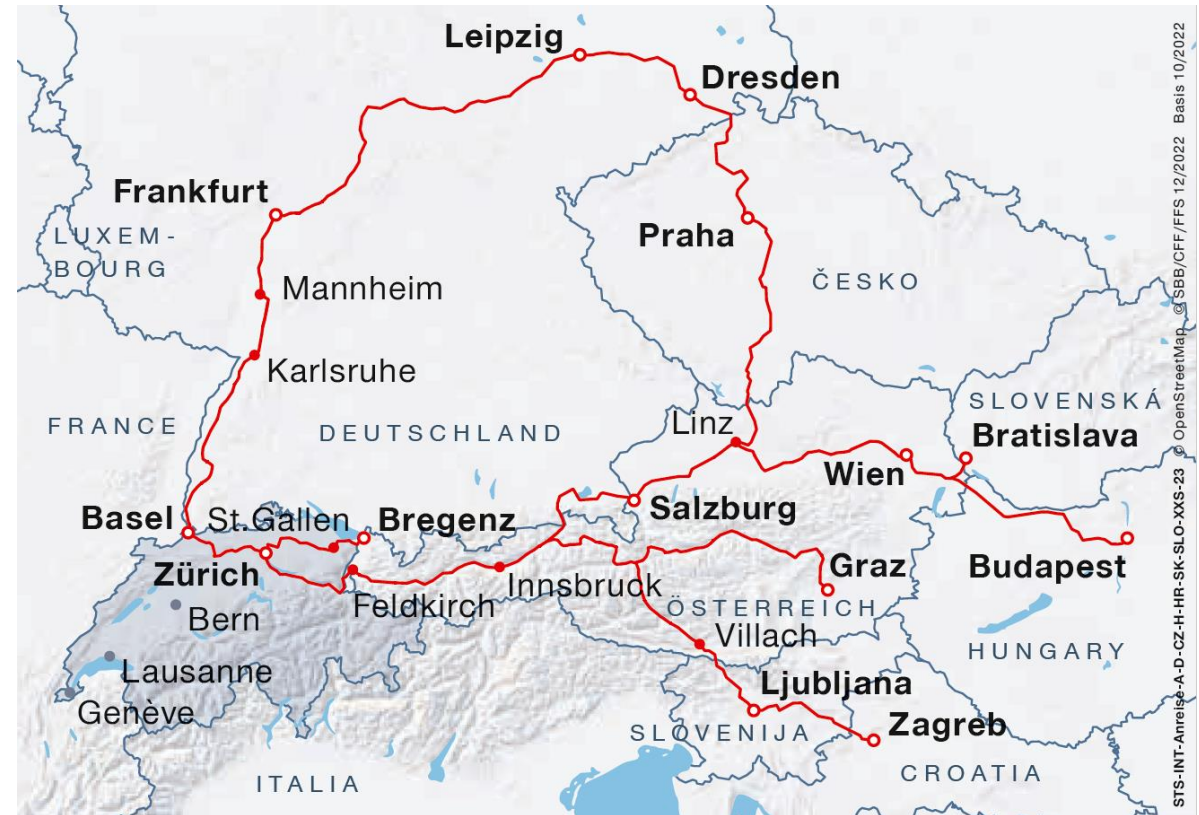 Leipzig
Dresden
Frankfurt
LUXEM-
BOURG
Praha
ČESKO
Mannheim
Karlsruhe
FRANCE
DEUTSCHLAND
Linz
SLOVENSKÁ
Bratislava
Wien
Basel
St.Gallen
Bregenz
Salzburg
Zürich
Innsbruck
Graz
Budapest
Feldkirch
ÖSTERREICH
Bern
Villach
HUNGARY
Lausanne
Ljubljana
Genève
Zagreb
SLOVENIJA
ITALIA
CROATIA
STS-INT-Anreise-A-D-CZ-H-HR-SK-SLO-XXS-23 © OpenStreetMap © SBB/CFF/FFS 12/2022 Basis 10/2022